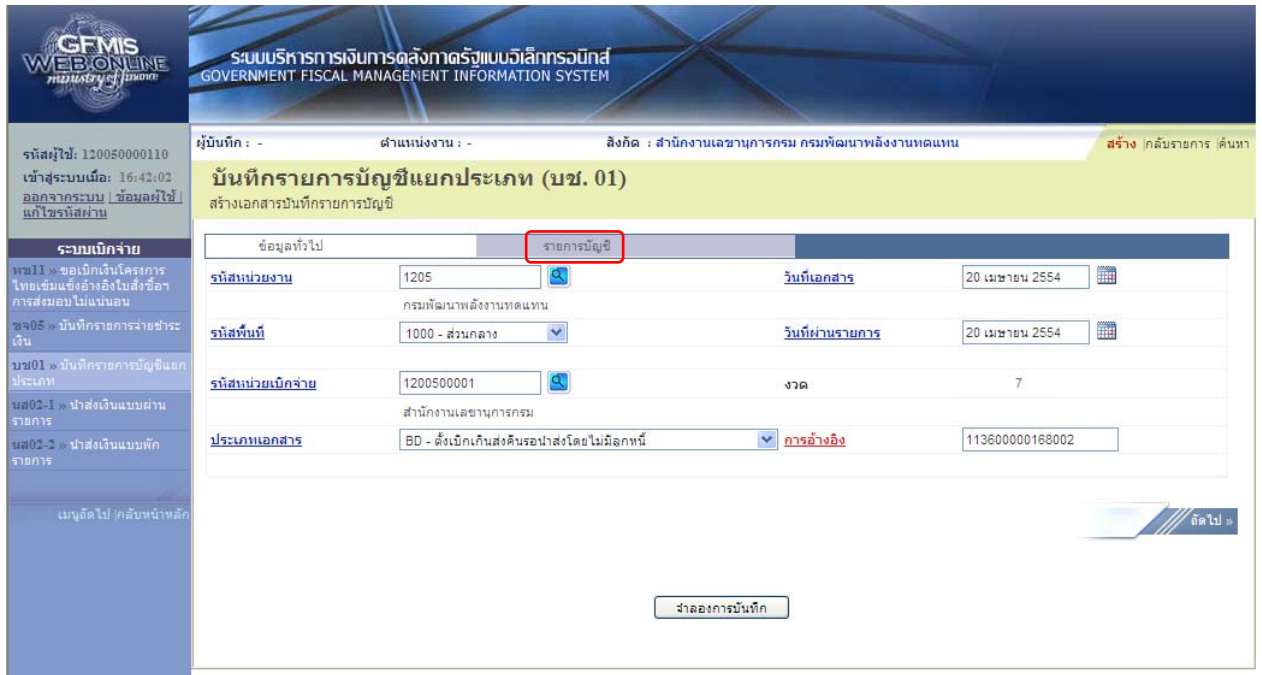 GFMIS
WEB ONLINE
ministry of finance
ระบบบริหารการเงินการคลังภาครัฐแบบอิเล็กทรอนิกส์
GOVERNMENT FISCAL MANAGEMENT INFORMATION SYSTEM
รหัสผู้ใช้: 120050000110
เข้าสู่ระบบเมื่อ: 16:42:02
ออกจากระบบ | ข้อมูลผู้ใช้ |
แก้ไขรหัสผ่าน
ผู้บันทึก : -
ตำแหน่งงาน : -
สังกัด : สำนักงานเลขานุการกรม กรมพัฒนาพลังงานทดแทน
สร้าง |กลับรายการ |ค้นหา
บันทึกรายการบัญชีแยกประเภท (บช. 01)
สร้างเอกสารบันทึกรายการบัญชี
ระบบเบิกจ่าย
ทข11 » ขอเบิกเงินโครงการ
ไทยเข้มแข็งอ้างอิงใบสั่งซื้อฯ
การส่งมอบไม่แน่นอน
ขจ05 » บันทึกรายการจ่ายชำระ
เงิน
บช01 » บันทึกรายการบัญชีแยก
ประเภท
นส02-1 » นำส่งเงินแบบผ่าน
รายการ
นส02-2 » นำส่งเงินแบบพัก
รายการ
เมนูถัดไป |กลับหน้าหลัก
ข้อมูลทั่วไป
รายการบัญชี
รหัสหน่วยงาน
1205
วันที่เอกสาร
20 เมษายน 2554
กรมพัฒนาพลังงานทดแทน
รหัสพื้นที่
1000 - ส่วนกลาง
วันที่ผ่านรายการ
20 เมษายน 2554
รหัสหน่วยเบิกจ่าย
1200500001
งวด
7
สำนักงานเลขานุการกรม
ประเภทเอกสาร
BD - ตั้งเบิกเกินส่งคืนรอนำส่งโดยไม่มีลูกหนี้
การอ้างอิง
113600000168002
ถัดไป »
จำลองการบันทึก